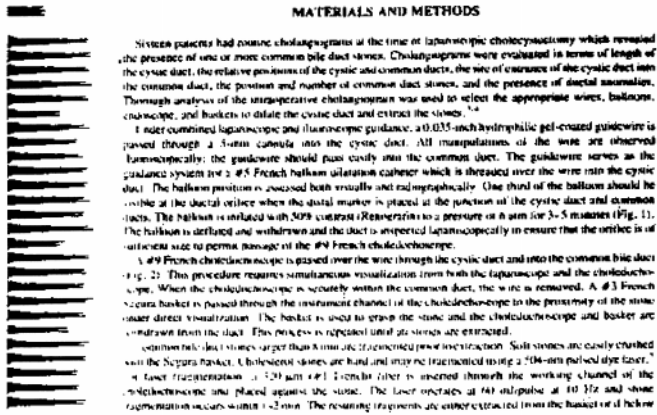 MATERIALS AND METHODS
Sixteen patients had routine cholangiograms at the time of laparoscopic cholecystectomy which revealed
the presence of one or more common bile duct stones. Cholangiograms were evaluated in terms of length of
the cystic duct, the relative positions of the cystic and common ducts, the site of entrance of the cystic duct into
the common duct, the position and number of common duct stones, and the presence of ductal anomalies.
Thorough analysis of the intraoperative cholangiogram was used to select the appropriate wires, balloons,
endoscope, and baskets to dilate the cystic duct and extract the stones.
Under combined laparoscopic and fluoroscopic guidance, a 0.035-inch hydrophilic gel-coated guidewire is
passed through a 5-mm cannula into the cystic duct. All manipulations of the wire are observed
fluoroscopically; the guidewire should pass easily into the common duct. The guidewire serves as the
guidance system for a #5 French balloon dilatation catheter which is threaded over the wire into the cystic
duct. The balloon position is assessed both visually and radiographically. One third of the balloon should be
visible at the ductal orifice when the distal marker is placed at the junction of the cystic duct and common
ducts. The balloon is inflated with 50% contrast (Renografin) to a pressure of 6 atm for 3-5 minutes (Fig. 1).
The balloon is deflated and withdrawn and the duct is inspected laparoscopically to ensure that the orifice is of
sufficient size to permit passage of the #9 French choledochoscope.
A #9 French choledochoscope is passed over the wire through the cystic duct and into the common bile duct
(Fig. 2). This procedure requires simultaneous visualization from both the laparoscope and the choledocho-
scope. When the choledochoscope is securely within the common duct, the wire is removed. A #3 French
Segura basket is passed through the instrument channel of the choledochoscope to the proximity of the stone
under direct visualization. The basket is used to grasp the stone and the choledochoscope and basket are
withdrawn from the duct. This process is repeated until all stones are extracted.
Common bile duct stones larger than 8 mm are fragmented prior to extraction. Soft stones are easily crushed
with the Segura basket. Cholesterol stones are hard and may be fragmented using a 504-nm pulsed dye laser.
laser fragmentation, a 320 µm (#1 French) fiber is inserted through the working channel of the
choledochoscope and placed against the stone. The laser operates at 60 mJ/pulse at 10 Hz and stone
fragmentation occurs within 1-2 min. The resulting fragments are either extracted from the basket or